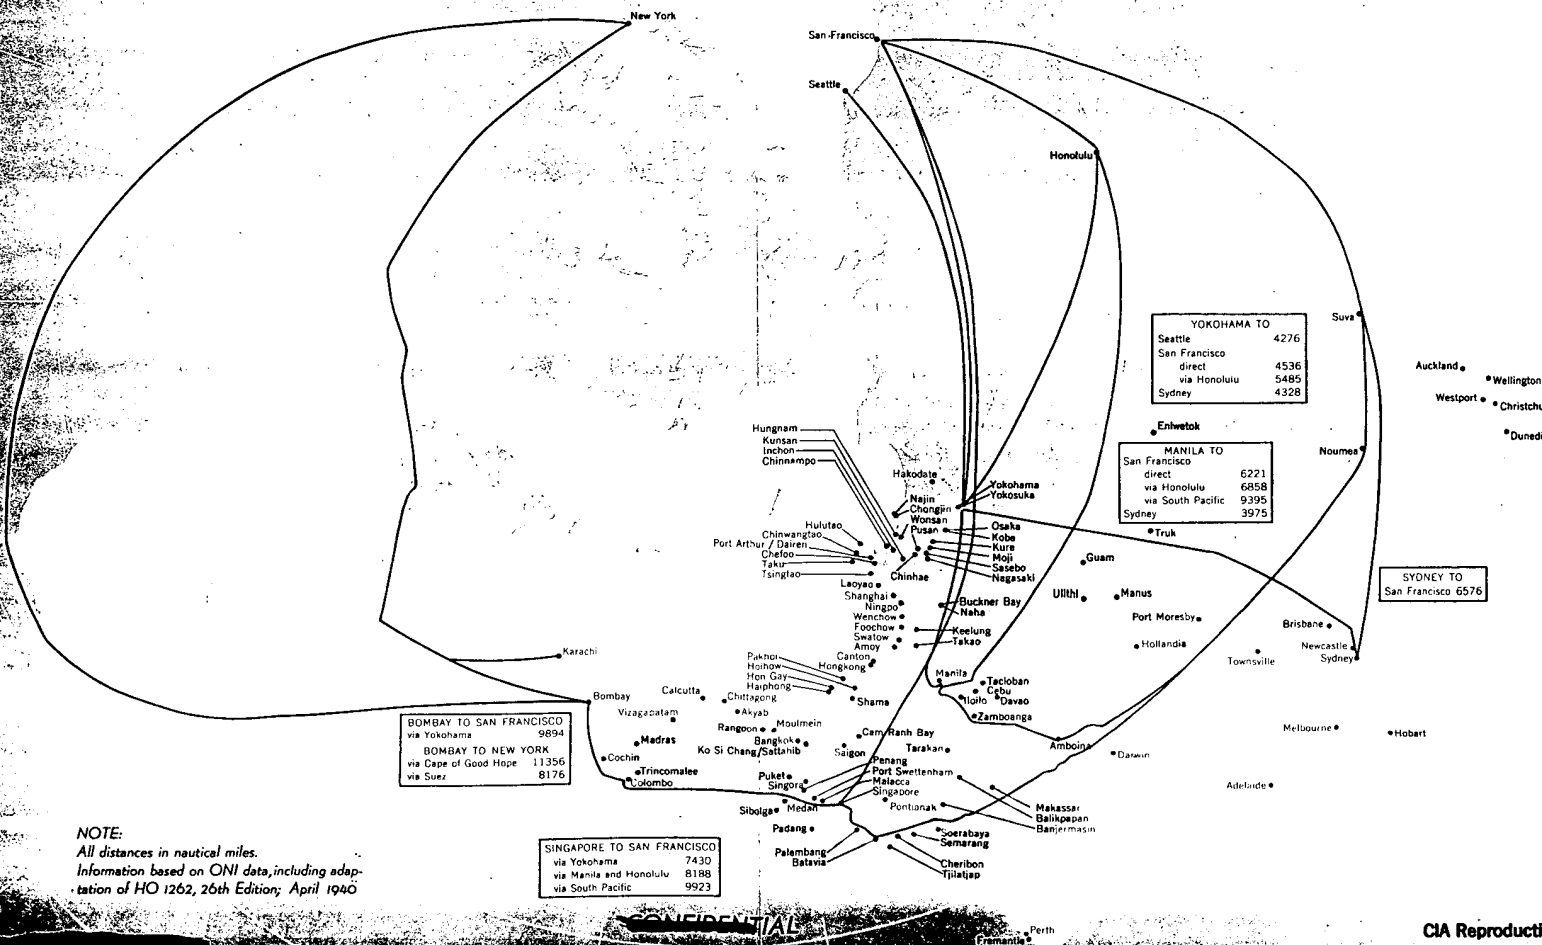 New York
San Francisco
Seattle
Honolulu
Suva
Auckland
Wellington
Westport
Christchu
Dunedi
Noumea
YOKOHAMA TO
Seattle 4276
San Francisco
direct 4536
via Honolulu 5485
Sydney 4328
Eniwetok
MANILA TO
San Francisco
direct 6221
via Honolulu 6858
via South Pacific 9395
Sydney 3975
Truk
Hungnam
Kunsan
Inchon
Chinnampo
Hakodate
Yokohama
Yokosuka
Najin
Chongjin
Wonsan
Pusan
Osaka
Kobe
Kure
Moji
Sasebo
Nagasaki
Hulutao
Chinwangtao
Port Arthur / Dairen
Chefoo
Taku
Tsingtao
Chinhae
Laoyao
Shanghai
Ningpo
Wenchow
Foochow
Swatow
Amoy
Canton
Hongkong
Buckner Bay
Naha
Keelung
Takao
Guam
Ulithi
Manus
Port Moresby
Hollandia
SYDNEY TO
San Francisco 6576
Brisbane
Newcastle
Sydney
Townsville
Karachi
Bombay
Pakhoi
Hoihow
Hon Gay
Haiphong
Shama
Manila
Tacloban
Cebu
Iloilo
Davao
Zamboanga
Calcutta
Chittagong
Vizagapatam
Akyab
Rangoon
Moulmein
Madras
Bangkok
Ko Si Chang/Sattahib
Cam Ranh Bay
Saigon
Tarakan
Amboina
Darwin
Melbourne
Hobart
Adelaide
BOMBAY TO SAN FRANCISCO
via Yokohama 9894
BOMBAY TO NEW YORK
via Cape of Good Hope 11356
via Suez 8176
Cochin
Trincomalee
Colombo
Puket
Singora
Penang
Port Swettenham
Malacca
Singapore
Sibolga
Medan
Pontianak
Makassar
Balikpapan
Banjermasin
Padang
Palembang
Batavia
Soerabaya
Semarang
Cheribon
Tjilatjap
NOTE:
All distances in nautical miles.
Information based on ONI data, including adap-
tation of HO 1262, 26th Edition; April 1940
SINGAPORE TO SAN FRANCISCO
via Yokohama 7430
via Manila and Honolulu 8188
via South Pacific 9923
CONFIDENTIAL
Perth
Fremantle
CIA Reproducti